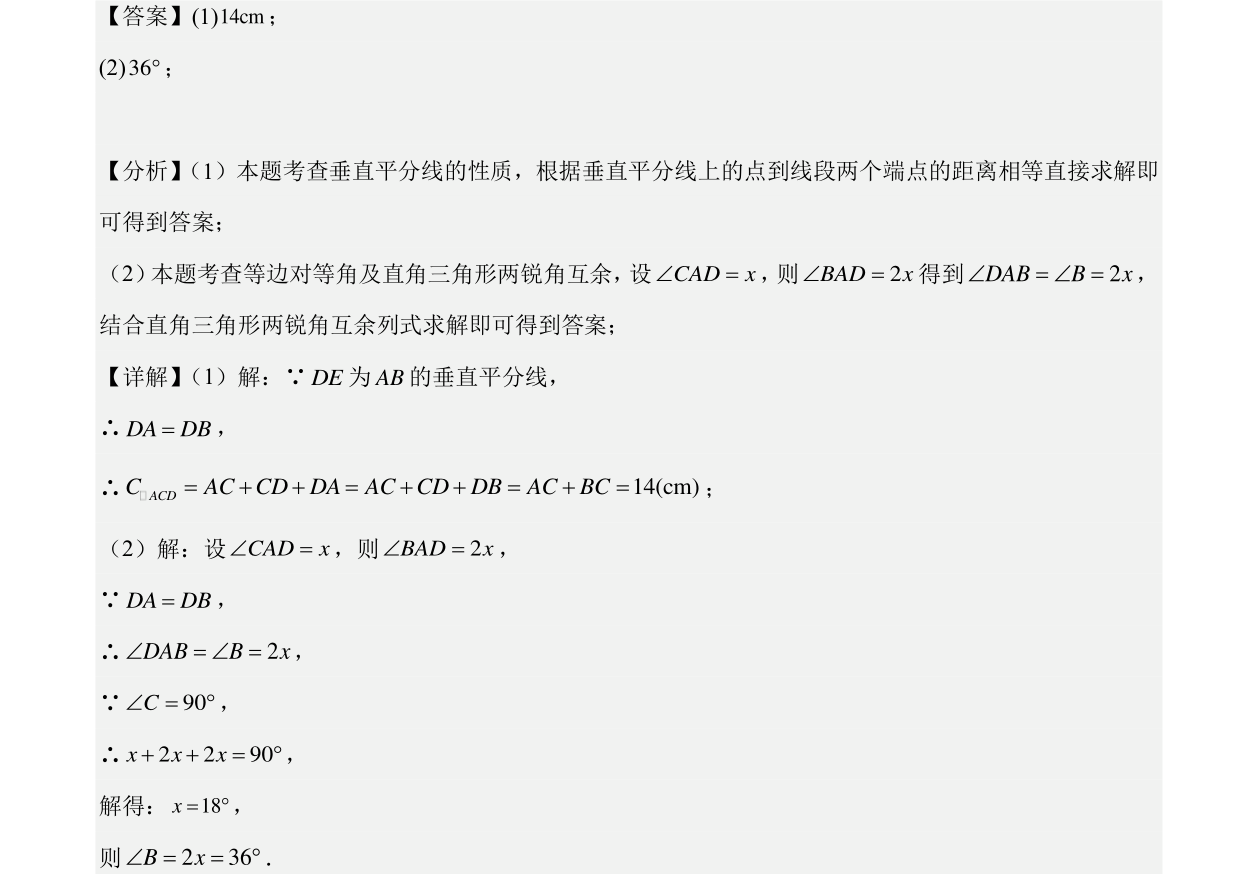 【答案】(1)14cm；
(2)36°；
【分析】（1）本题考查垂直平分线的性质，根据垂直平分线上的点到线段两个端点的距离相等直接求解即
可得到答案；
（2）本题考查等边对等角及直角三角形两锐角互余，设∠CAD = x，则∠BAD = 2x得到∠DAB = ∠B = 2x，
结合直角三角形两锐角互余列式求解即可得到答案；
【详解】（1）解：∵DE为AB的垂直平分线，
∴DA = DB，
∴C□ACD = AC + CD + DA = AC + CD + DB = AC + BC = 14(cm)；
（2）解：设∠CAD = x，则∠BAD = 2x，
∵DA = DB，
∴∠DAB = ∠B = 2x，
∵∠C = 90°，
∴x + 2x + 2x = 90°，
解得：x = 18°，
则∠B = 2x = 36°．